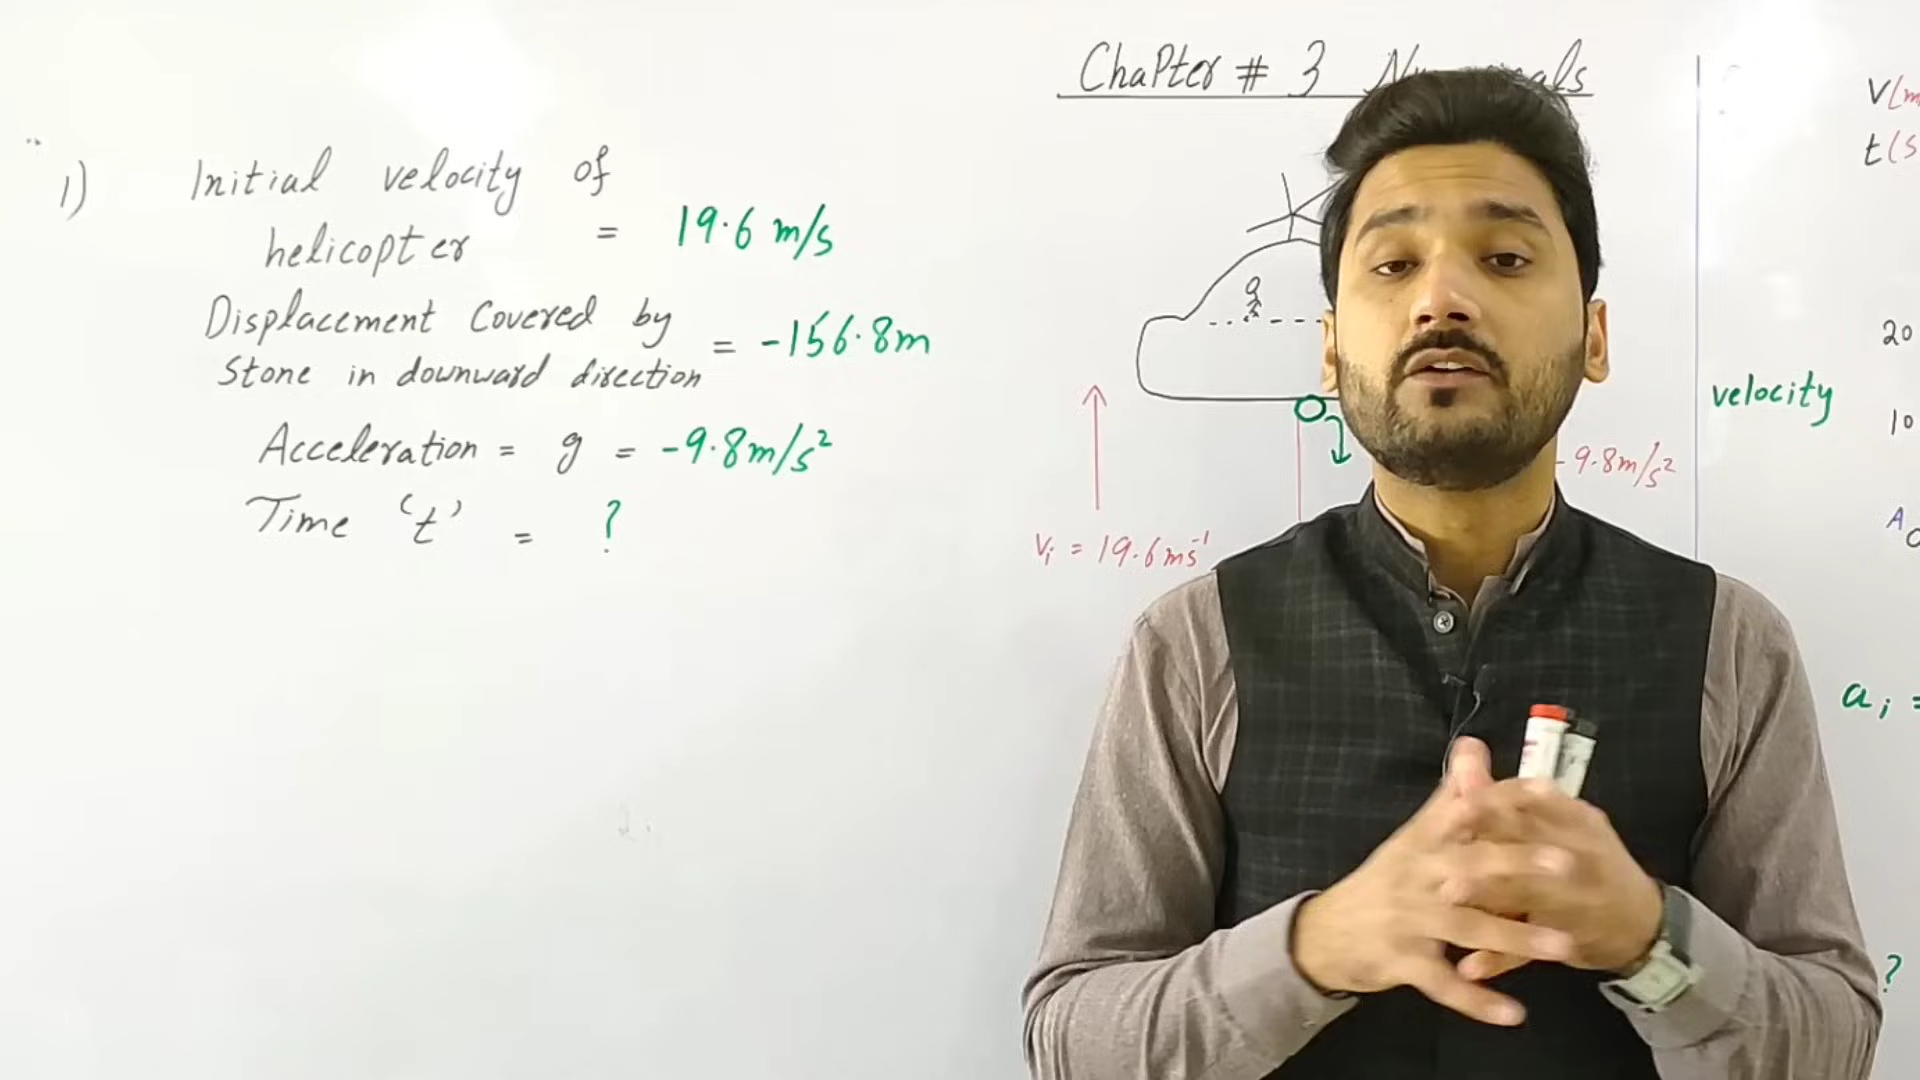 ChaPter # 3
1) Initial velocity of
helicopter = 19.6 m/s
Displacement Covered by
Stone in downward direction = -156.8m
Acceleration = g = -9.8m/s²
Time 't' = ?
Vi = 19.6ms⁻¹
-9.8m/s²
t(s
20
velocity
10
ai =
?